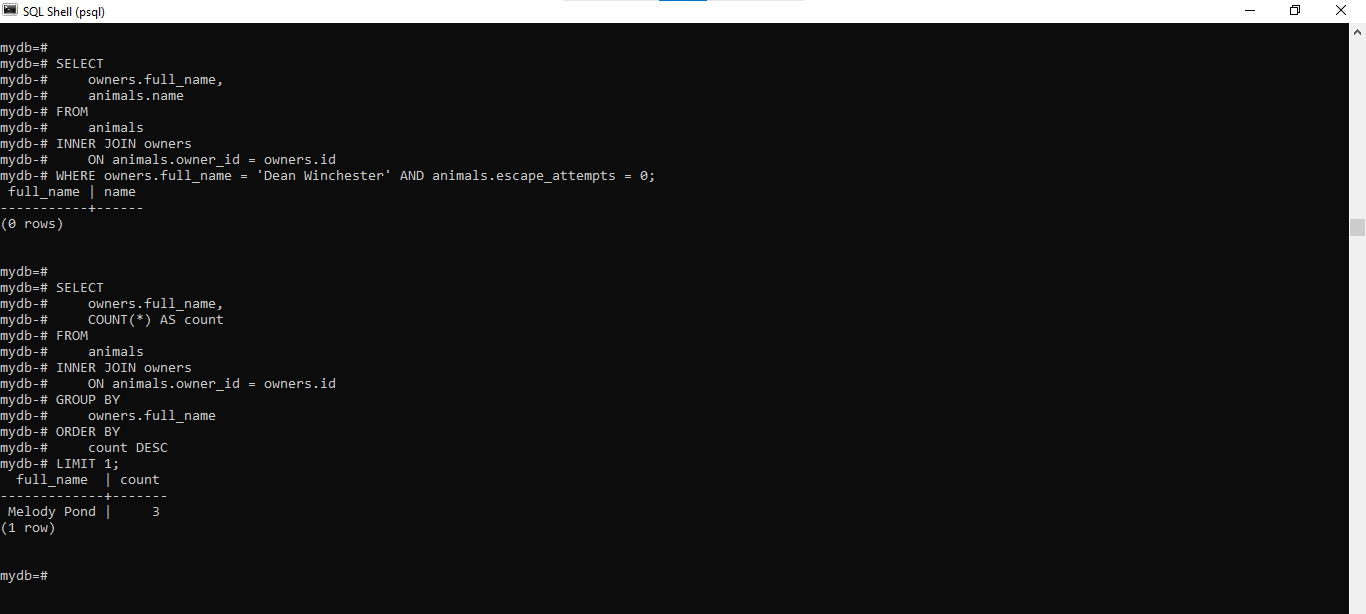 SQL Shell (psql)
mydb=#
mydb=# SELECT
mydb-#     owners.full_name,
mydb-#     animals.name
mydb-# FROM
mydb-#     animals
mydb-# INNER JOIN owners
mydb-#     ON animals.owner_id = owners.id
mydb-# WHERE owners.full_name = 'Dean Winchester' AND animals.escape_attempts = 0;
 full_name | name
-----------+------
(0 rows)
mydb=#
mydb=# SELECT
mydb-#     owners.full_name,
mydb-#     COUNT(*) AS count
mydb-# FROM
mydb-#     animals
mydb-# INNER JOIN owners
mydb-#     ON animals.owner_id = owners.id
mydb-# GROUP BY
mydb-#     owners.full_name
mydb-# ORDER BY
mydb-#     count DESC
mydb-# LIMIT 1;
  full_name  | count
-------------+-------
 Melody Pond |     3
(1 row)
mydb=#